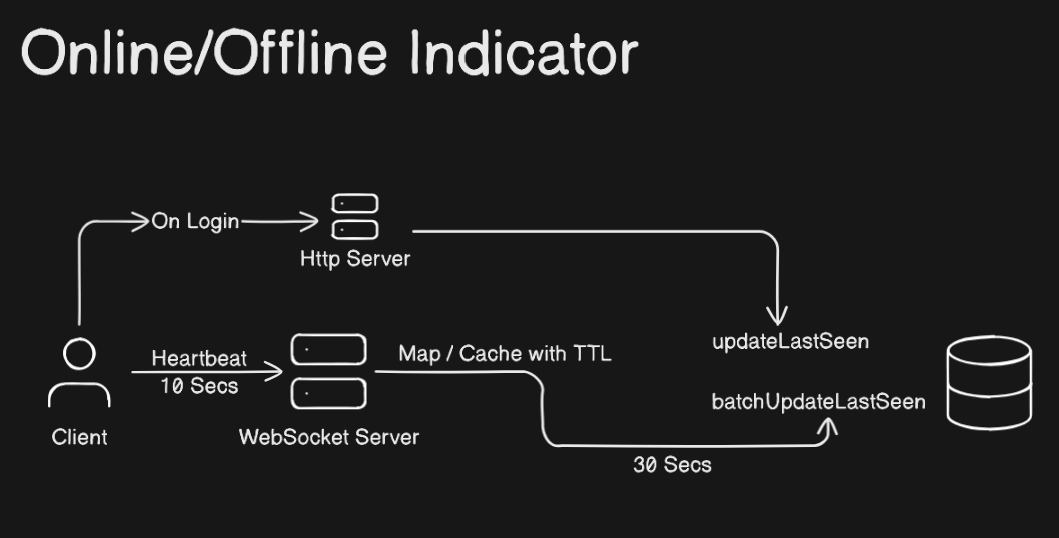 Online/Offline Indicator
On Login
Http Server
updateLastSeen
Heartbeat
10 Secs
Map / Cache with TTL
batchUpdateLastSeen
Client
WebSocket Server
30 Secs